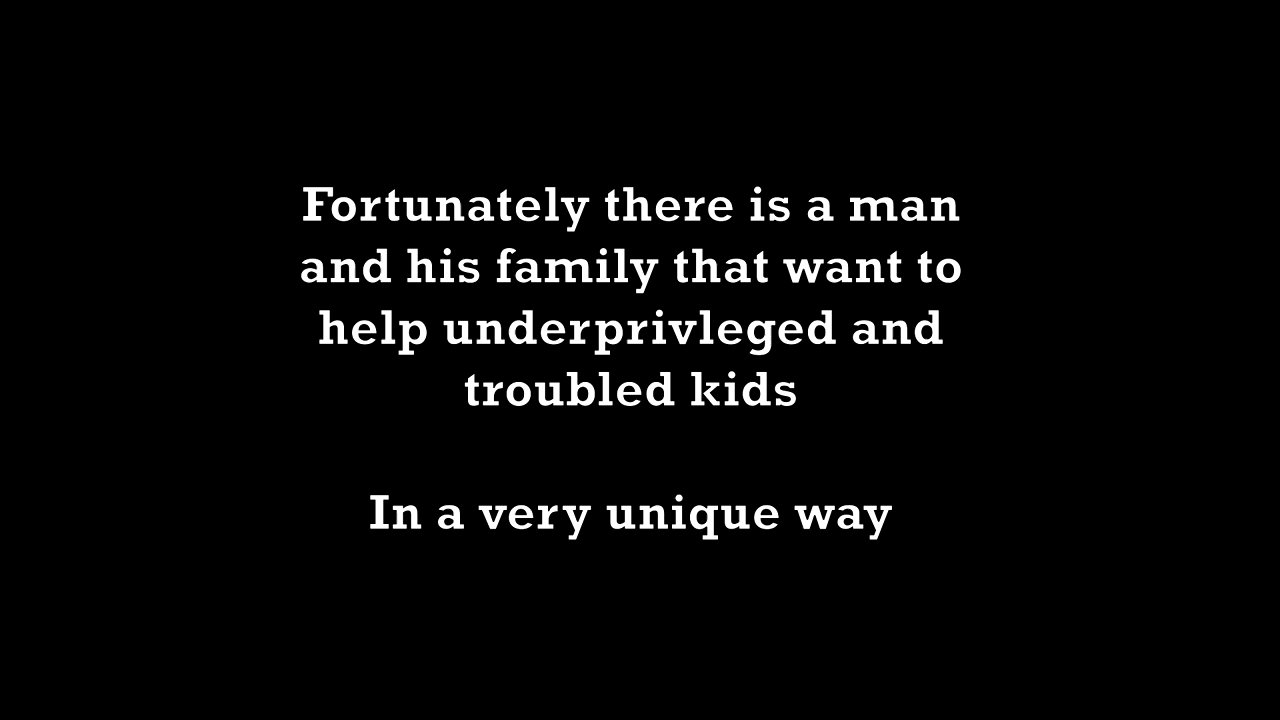 Fortunately there is a man
and his family that want to
help underprivleged and
troubled kids
In a very unique way